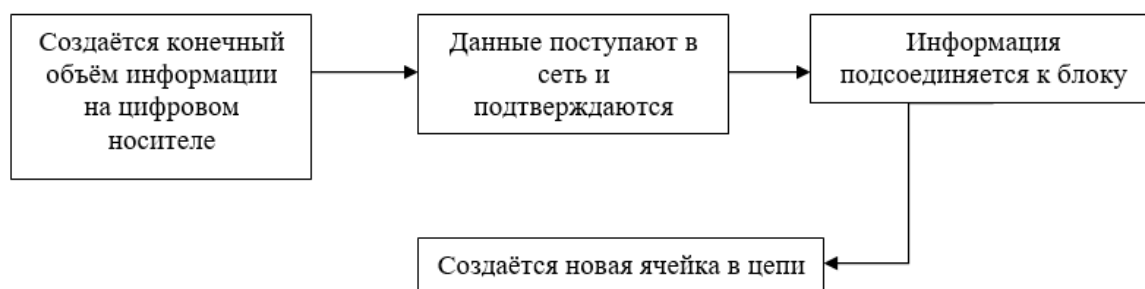 Создаётся конечный
объём информации
на цифровом
носителе
Данные поступают в
сеть и
подтверждаются
Информация
подсоединяется к блоку
Создаётся новая ячейка в цепи